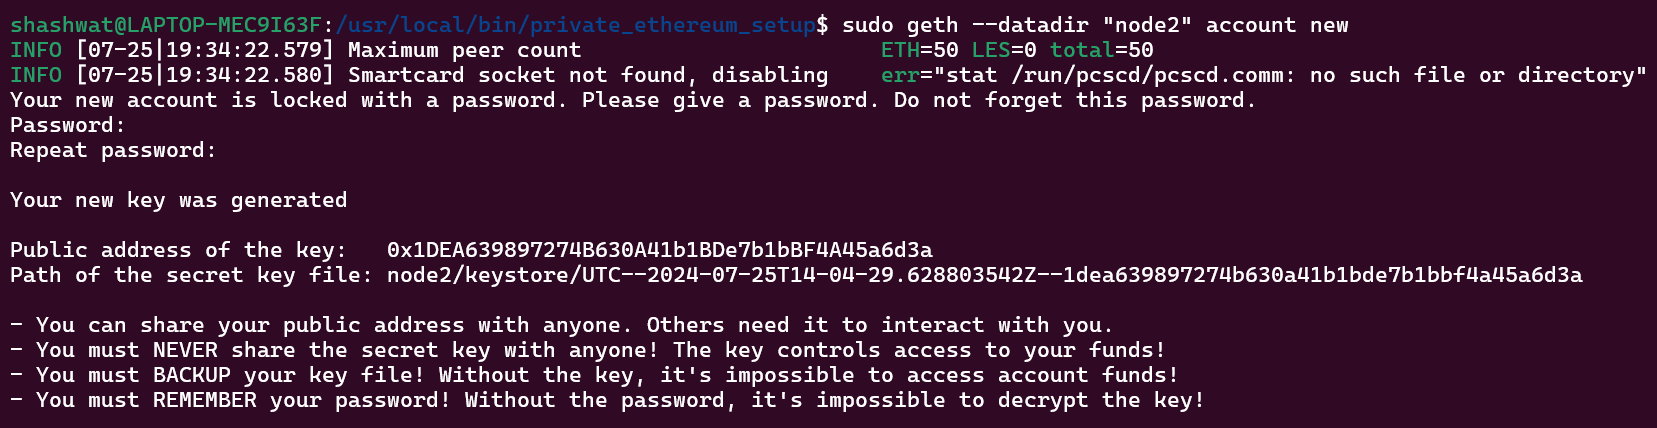 shashwat@LAPTOP-MEC9I63F:/usr/local/bin/private_ethereum_setup$ sudo geth --datadir "node2" account new
INFO [07-25|19:34:22.579] Maximum peer count                       ETH=50 LES=0 total=50
INFO [07-25|19:34:22.580] Smartcard socket not found, disabling    err="stat /run/pcscd/pcscd.comm: no such file or directory"
Your new account is locked with a password. Please give a password. Do not forget this password.
Password:
Repeat password:
Your new key was generated
Public address of the key:   0x1DEA639897274B630A41b1BDe7b1bBF4A45a6d3a
Path of the secret key file: node2/keystore/UTC--2024-07-25T14-04-29.628803542Z--1dea639897274b630a41b1bde7b1bbf4a45a6d3a
- You can share your public address with anyone. Others need it to interact with you.
- You must NEVER share the secret key with anyone! The key controls access to your funds!
- You must BACKUP your key file! Without the key, it's impossible to access account funds!
- You must REMEMBER your password! Without the password, it's impossible to decrypt the key!